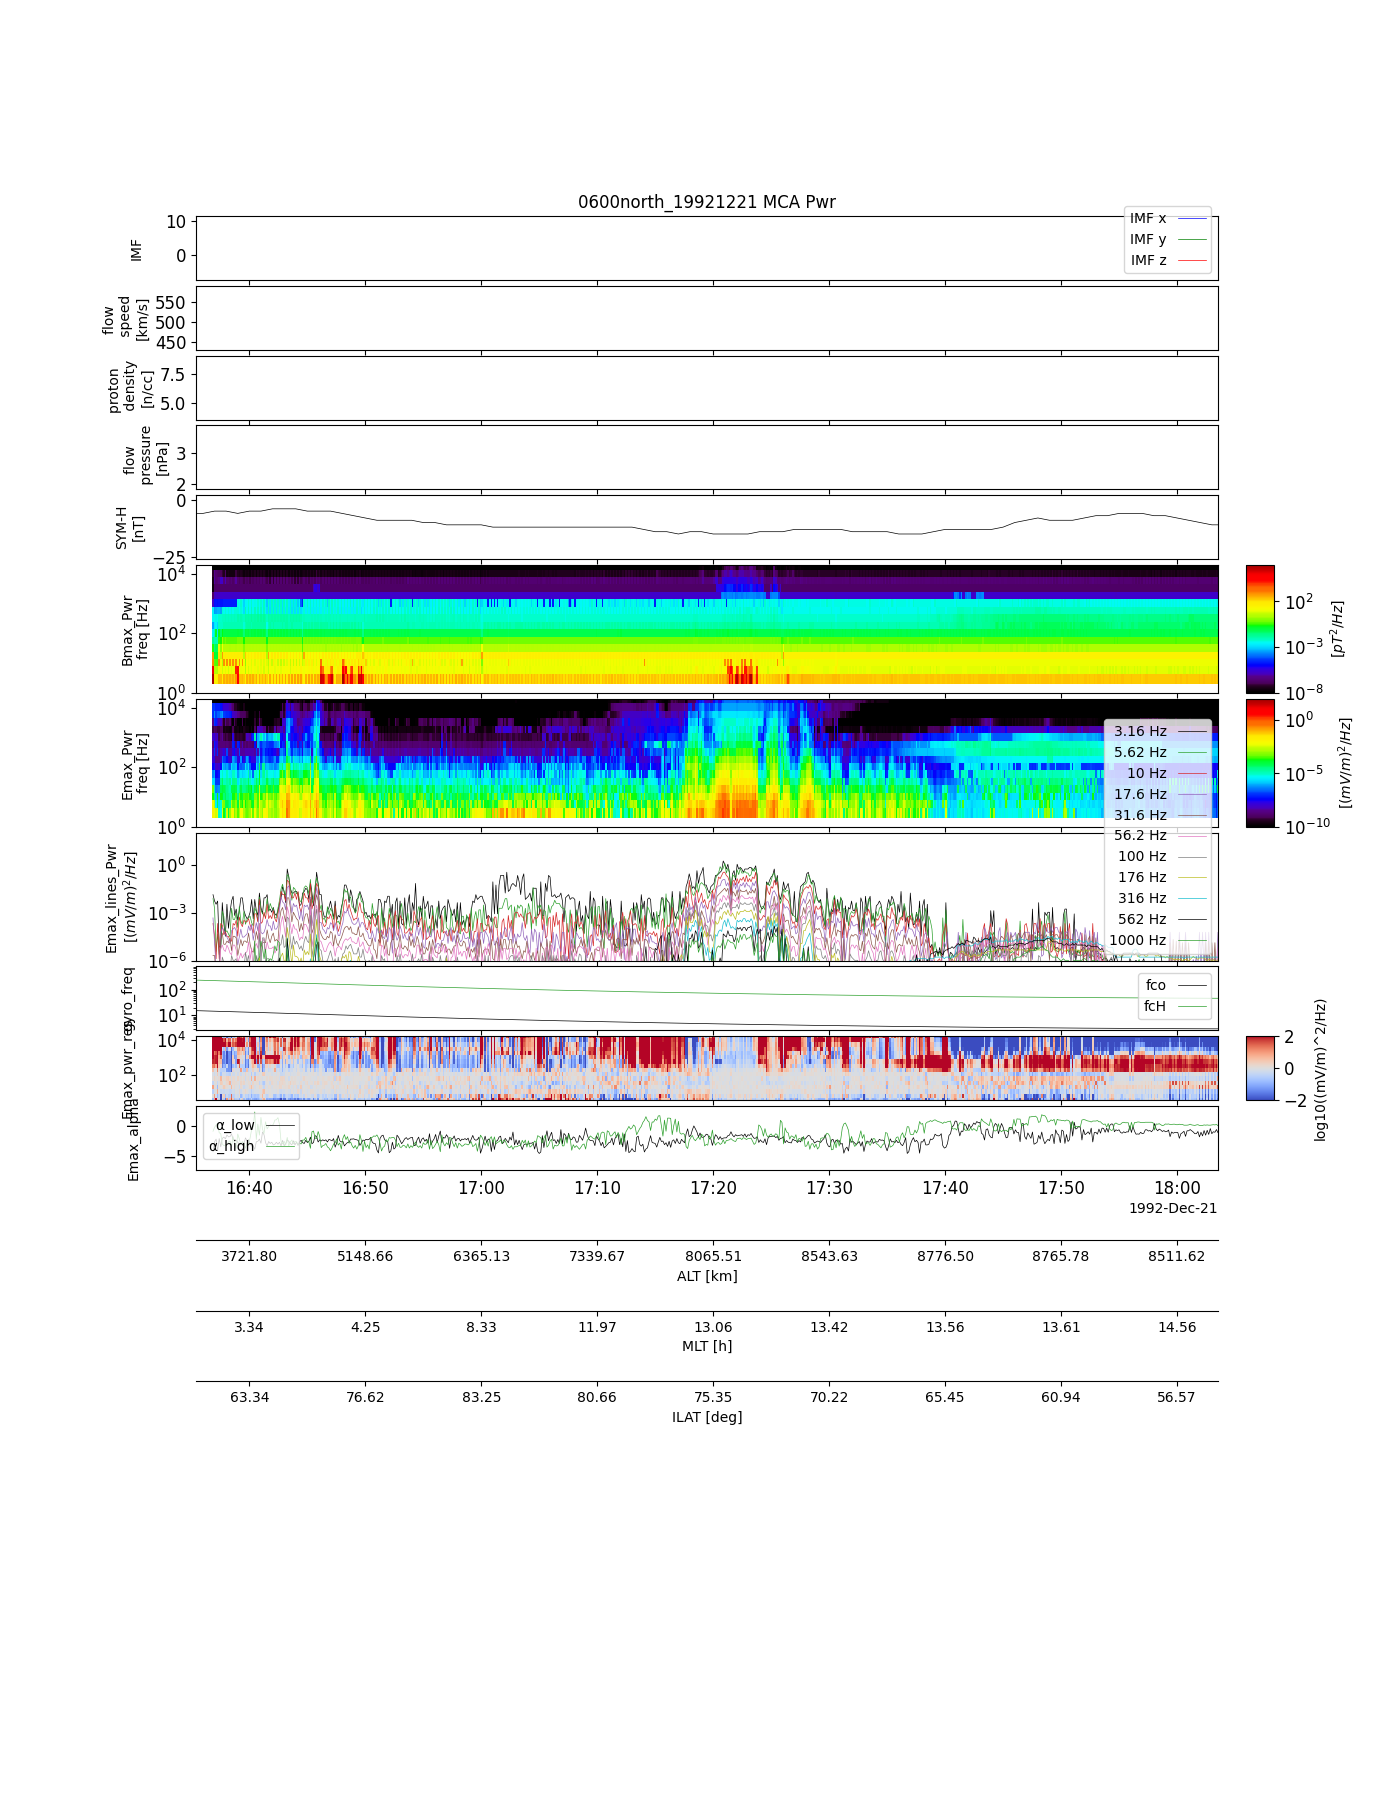 0600north_19921221 MCA Pwr
10
0
IMF
IMF x
IMF y
IMF z
550
500
450
flow
speed
[km/s]
7.5
5.0
proton
density
[n/cc]
3
2
flow
pressure
[nPa]
0
−25
SYM-H
[nT]
10^4
10^2
10^0
Bmax_Pwr
freq [Hz]
10^2
10^−3
10^−8
[pT^2/Hz]
10^4
10^2
10^0
Emax_Pwr
freq [Hz]
10^0
10^−5
10^−10
[(mV/m)^2/Hz]
3.16 Hz
5.62 Hz
10 Hz
17.6 Hz
31.6 Hz
56.2 Hz
100 Hz
176 Hz
316 Hz
562 Hz
1000 Hz
10^0
10^−3
10^−6
Emax_lines_Pwr
[(mV/m)^2/Hz]
10^2
10^1
gyro_freq
fco
fcH
10^4
10^2
Emax_pwr_reg
2
0
−2
log10((mV/m)^2/Hz)
0
−5
Emax_alpha
α_low
α_high
16:40 16:50 17:00 17:10 17:20 17:30 17:40 17:50 18:00
1992-Dec-21
3721.80 5148.66 6365.13 7339.67 8065.51 8543.63 8776.50 8765.78 8511.62
ALT [km]
3.34 4.25 8.33 11.97 13.06 13.42 13.56 13.61 14.56
MLT [h]
63.34 76.62 83.25 80.66 75.35 70.22 65.45 60.94 56.57
ILAT [deg]